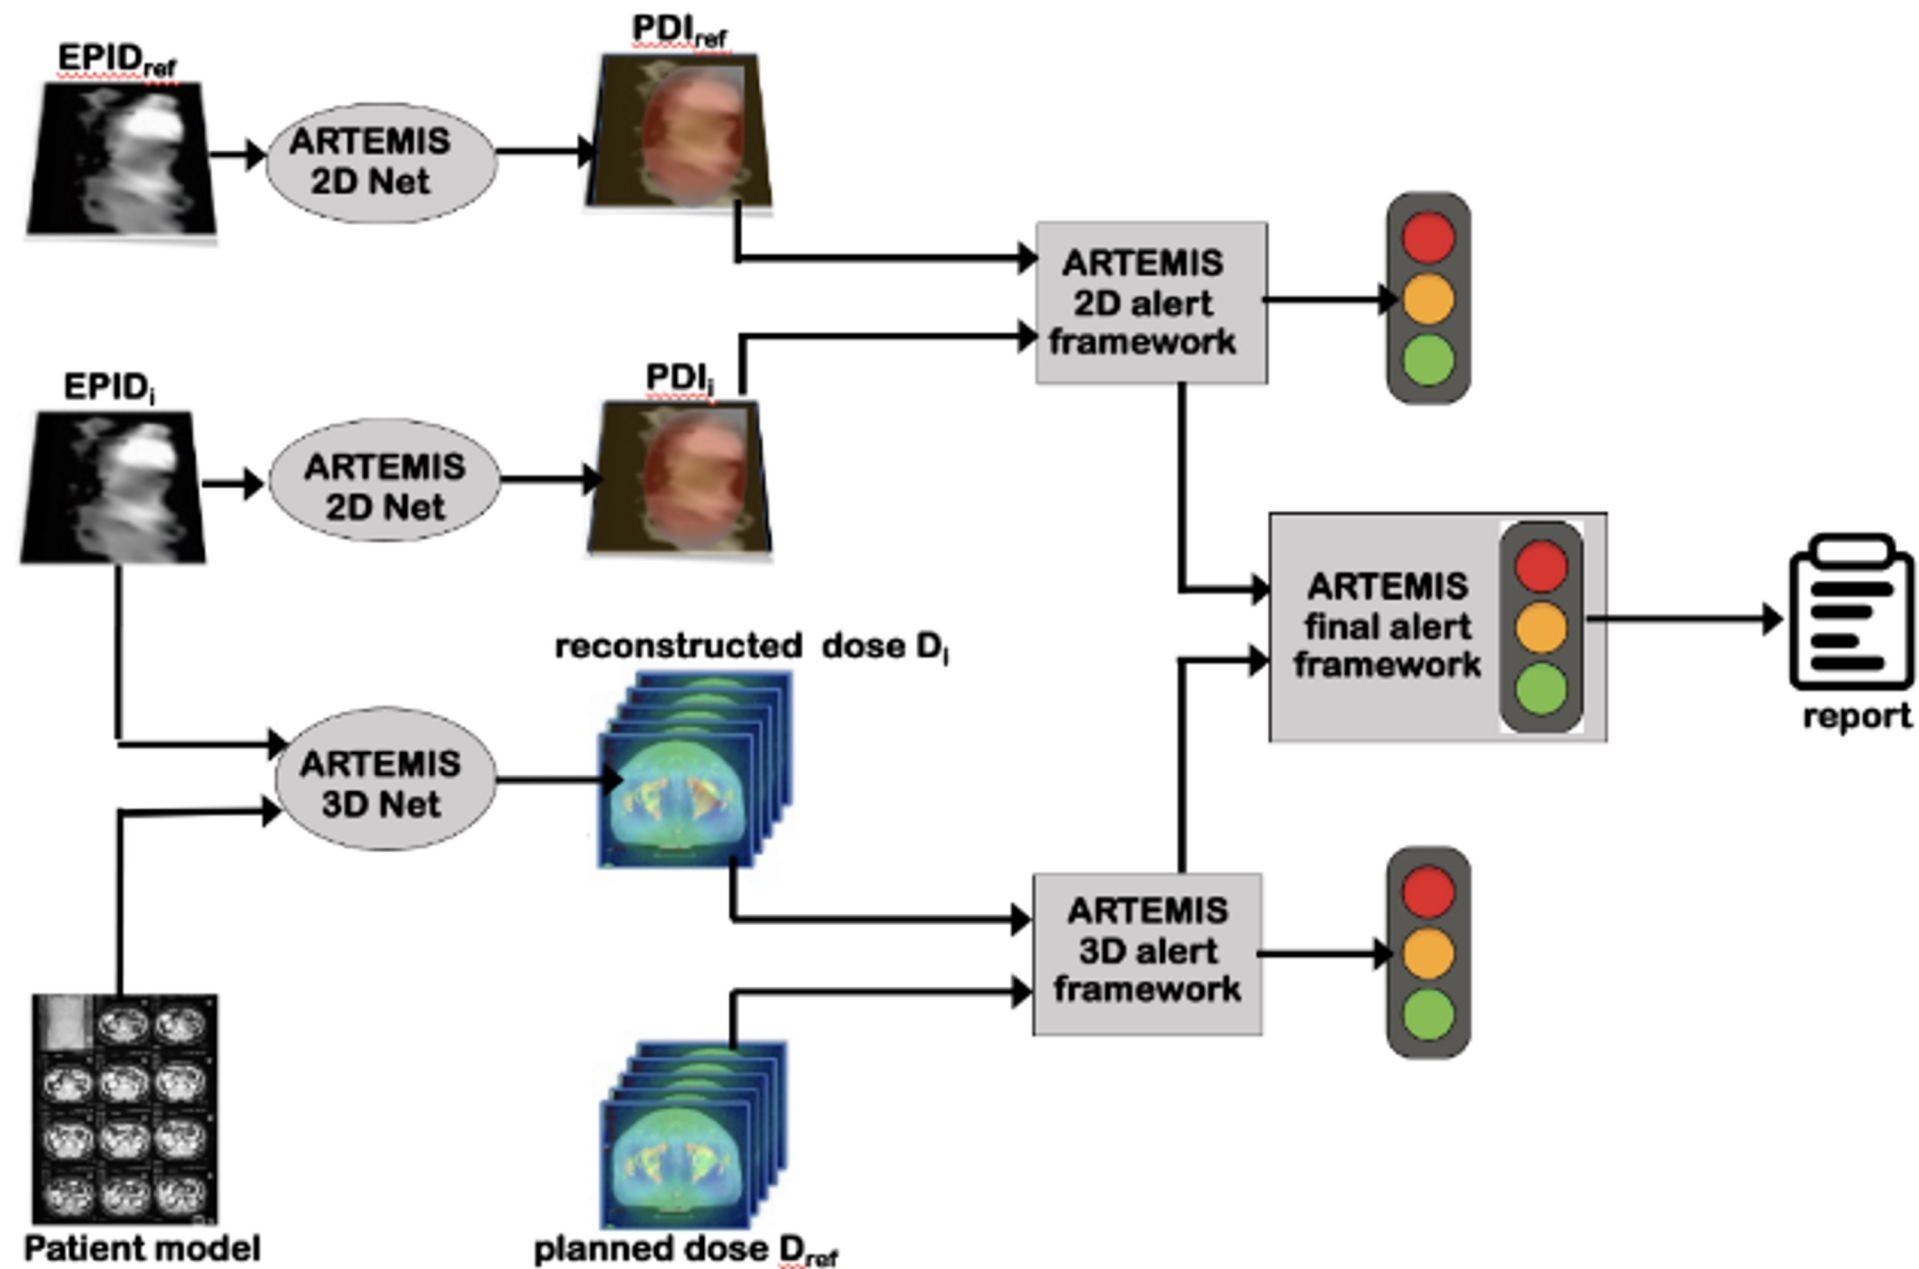 PDIref
EPIDref
ARTEMIS
2D Net
ARTEMIS
2D alert
framework
EPIDi
PDIi
ARTEMIS
2D Net
ARTEMIS
final alert
framework
report
reconstructed dose Di
ARTEMIS
3D Net
ARTEMIS
3D alert
framework
Patient model
planned dose Dref